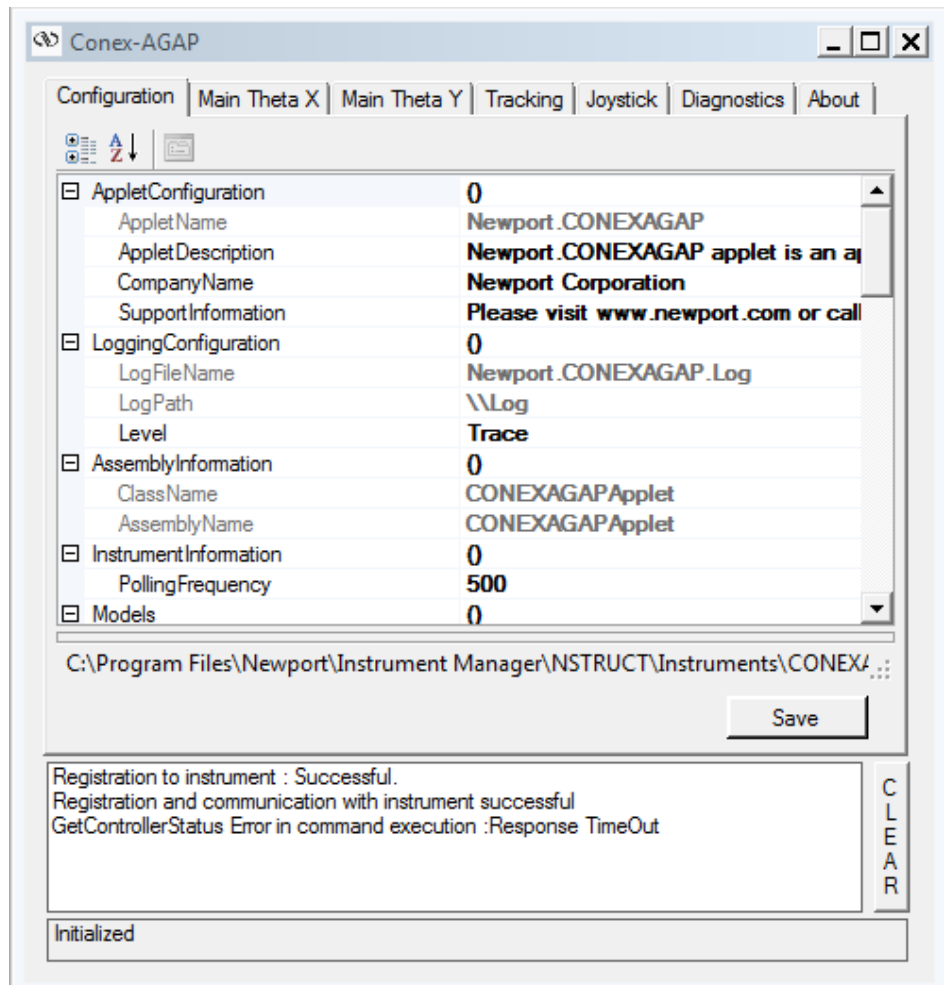 Conex-AGAP
Configuration Main Theta X Main Theta Y Tracking Joystick Diagnostics About
AppletConfiguration ()
AppletName Newport.CONEXAGAP
AppletDescription Newport.CONEXAGAP applet is an ap
CompanyName Newport Corporation
SupportInformation Please visit www.newport.com or call
LoggingConfiguration ()
LogFileName Newport.CONEXAGAP.Log
LogPath \\Log
Level Trace
AssemblyInformation ()
ClassName CONEXAGAPApplet
AssemblyName CONEXAGAPApplet
InstrumentInformation ()
PollingFrequency 500
Models ()
C:\Program Files\Newport\Instrument Manager\NSTRUCT\Instruments\CONEXA
Save
Registration to instrument : Successful.
Registration and communication with instrument successful
GetControllerStatus Error in command execution :Response TimeOut
CLEAR
Initialized